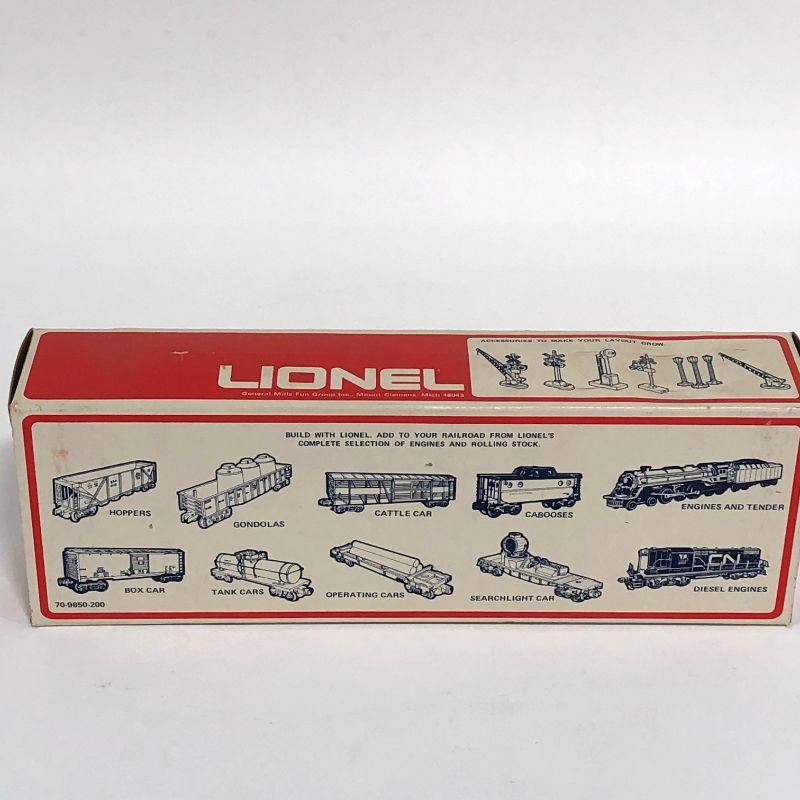 LIONEL
General Mills Fun Group Inc., Mount Clemens, Mich 48043
ACCESSORIES TO MAKE YOUR LAYOUT GROW
BUILD WITH LIONEL. ADD TO YOUR RAILROAD FROM LIONEL'S
COMPLETE SELECTION OF ENGINES AND ROLLING STOCK.
HOPPERS
GONDOLAS
CATTLE CAR
CABOOSES
ENGINES AND TENDER
BOX CAR
TANK CARS
OPERATING CARS
SEARCHLIGHT CAR
CN
DIESEL ENGINES
70-9850-200